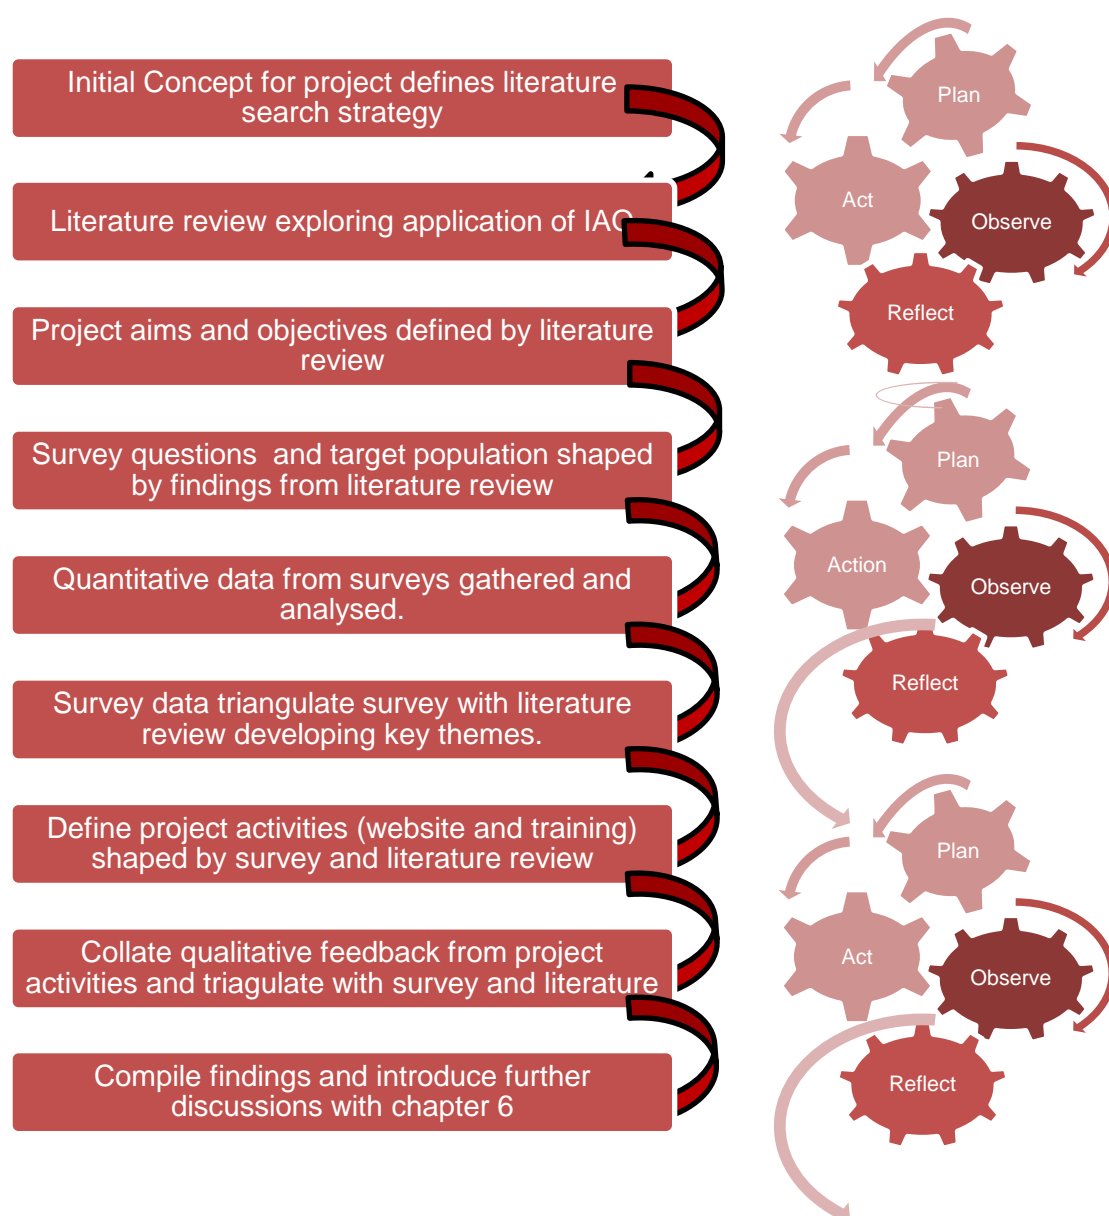 Initial Concept for project defines literature
search strategy
Literature review exploring application of IAO
Project aims and objectives defined by literature
review
Survey questions and target population shaped
by findings from literature review
Quantitative data from surveys gathered and
analysed.
Survey data triangulate survey with literature
review developing key themes.
Define project activities (website and training)
shaped by survey and literature review
Collate qualitative feedback from project
activities and triagulate with survey and literature
Compile findings and introduce further
discussions with chapter 6
Plan
Act
Observe
Reflect
Plan
Action
Observe
Reflect
Plan
Act
Observe
Reflect